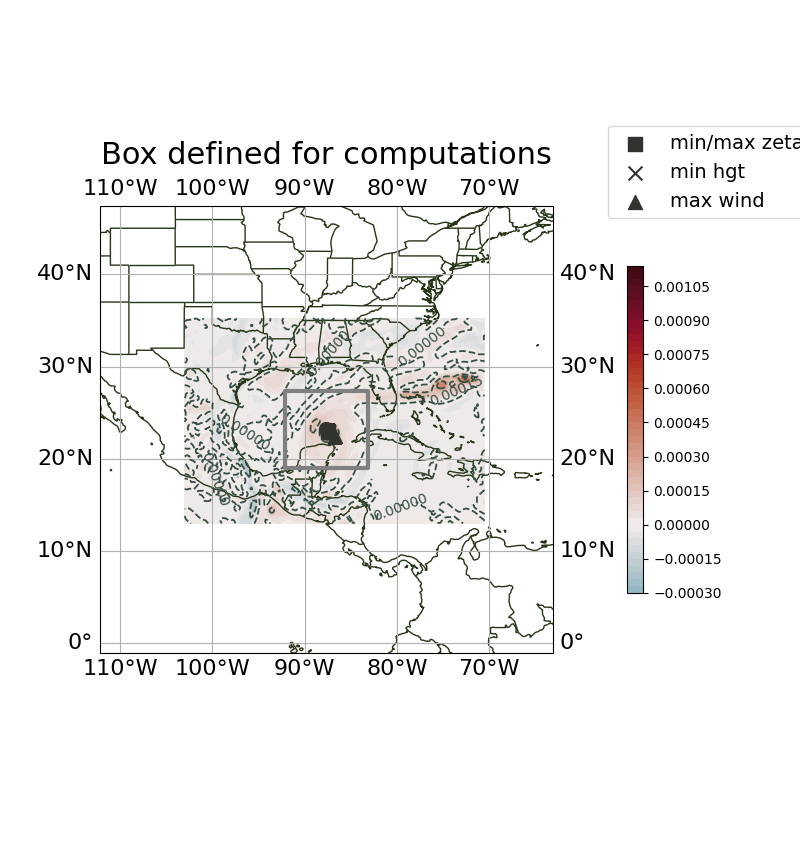 Box defined for computations
min/max zeta
min hgt
max wind
110°W 100°W 90°W 80°W 70°W
40°N 40°N
30°N 30°N
20°N 20°N
10°N 10°N
0° 0°
110°W 100°W 90°W 80°W 70°W
0.00000
0.00000
0.00015
0.00000
0.00105
0.00090
0.00075
0.00060
0.00045
0.00030
0.00015
0.00000
−0.00015
−0.00030